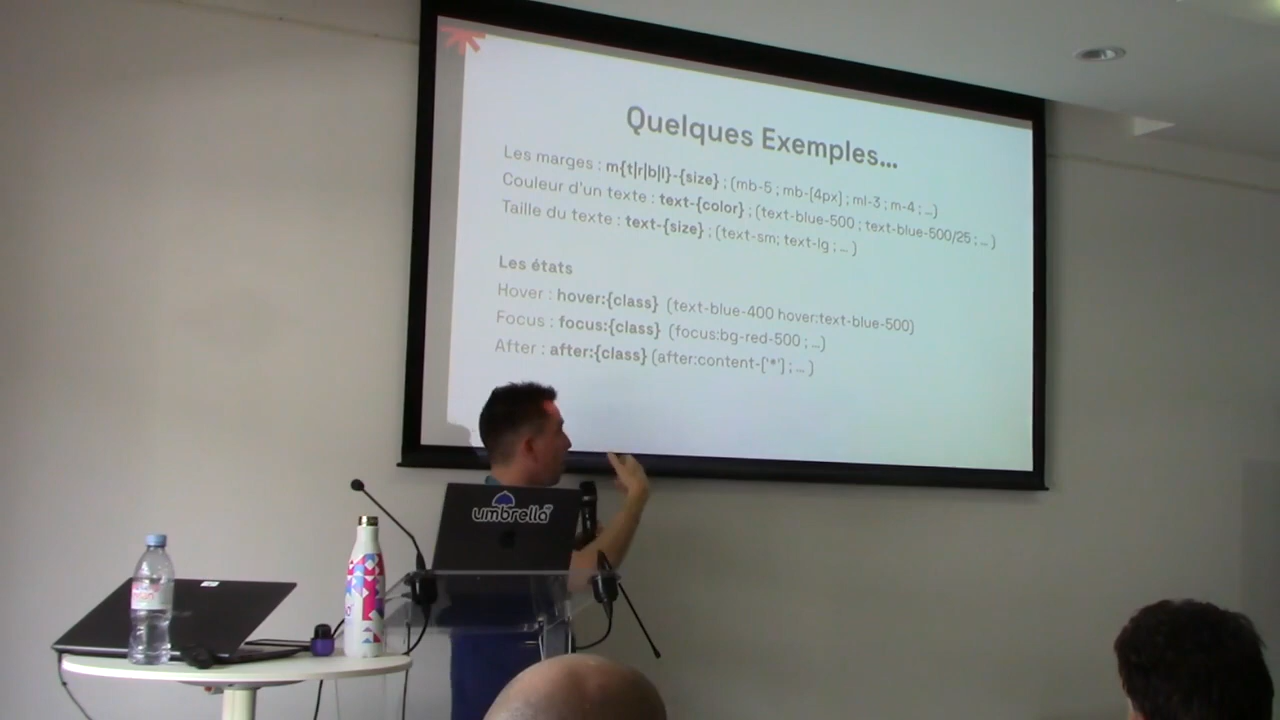 Quelques Exemples...
Les marges : m{t|r|b|l}-{size} ; (mb-5 ; mb-[4px] ; ml-3 ; m-4 ; ...)
Couleur d'un texte : text-{color} ; (text-blue-500 ; text-blue-500/25 ; ... )
Taille du texte : text-{size} ; (text-sm; text-lg ; ... )
Les états
Hover : hover:{class} (text-blue-400 hover:text-blue-500)
Focus : focus:{class} (focus:bg-red-500 ; ...)
After : after:{class} (after:content-['*'] ; ... )
umbrella